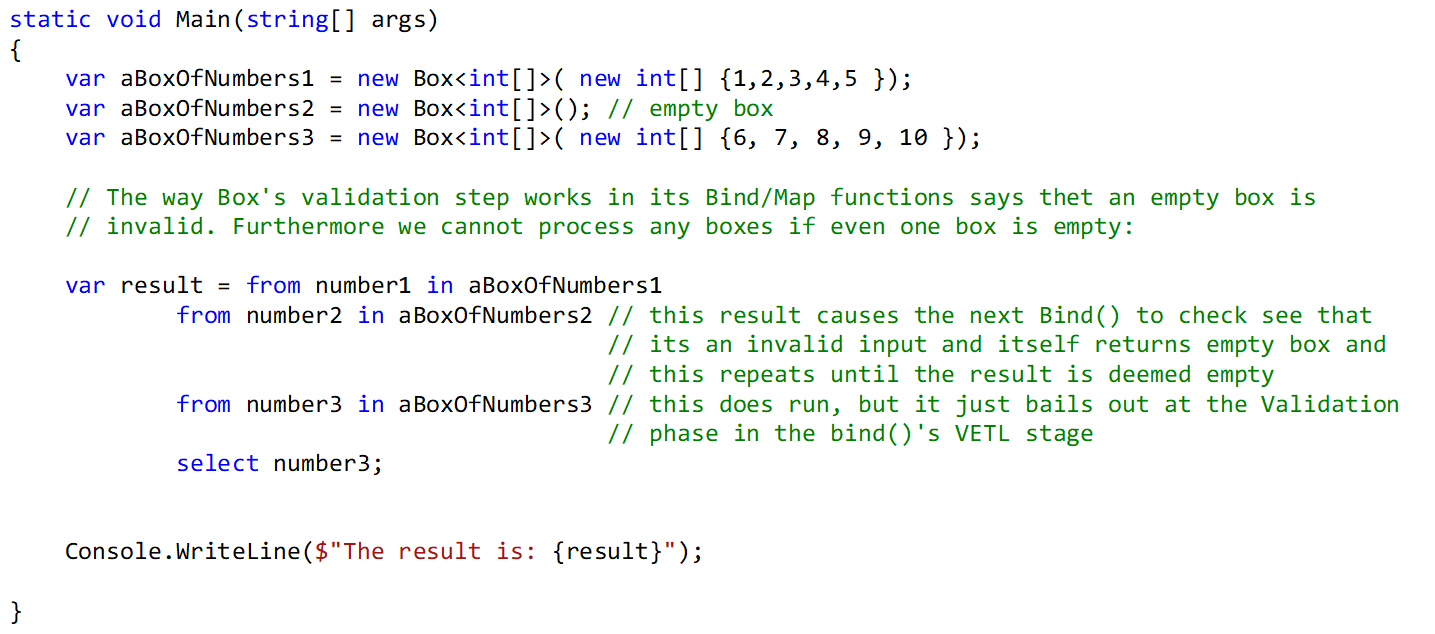 static void Main(string[] args)
{
    var aBoxOfNumbers1 = new Box<int[]>( new int[] {1,2,3,4,5 });
    var aBoxOfNumbers2 = new Box<int[]>(); // empty box
    var aBoxOfNumbers3 = new Box<int[]>( new int[] {6, 7, 8, 9, 10 });

    // The way Box's validation step works in its Bind/Map functions says thet an empty box is
    // invalid. Furthermore we cannot process any boxes if even one box is empty:

    var result = from number1 in aBoxOfNumbers1
            from number2 in aBoxOfNumbers2 // this result causes the next Bind() to check see that
                                           // its an invalid input and itself returns empty box and
                                           // this repeats until the result is deemed empty
            from number3 in aBoxOfNumbers3 // this does run, but it just bails out at the Validation
                                           // phase in the bind()'s VETL stage
            select number3;


    Console.WriteLine($"The result is: {result}");

}